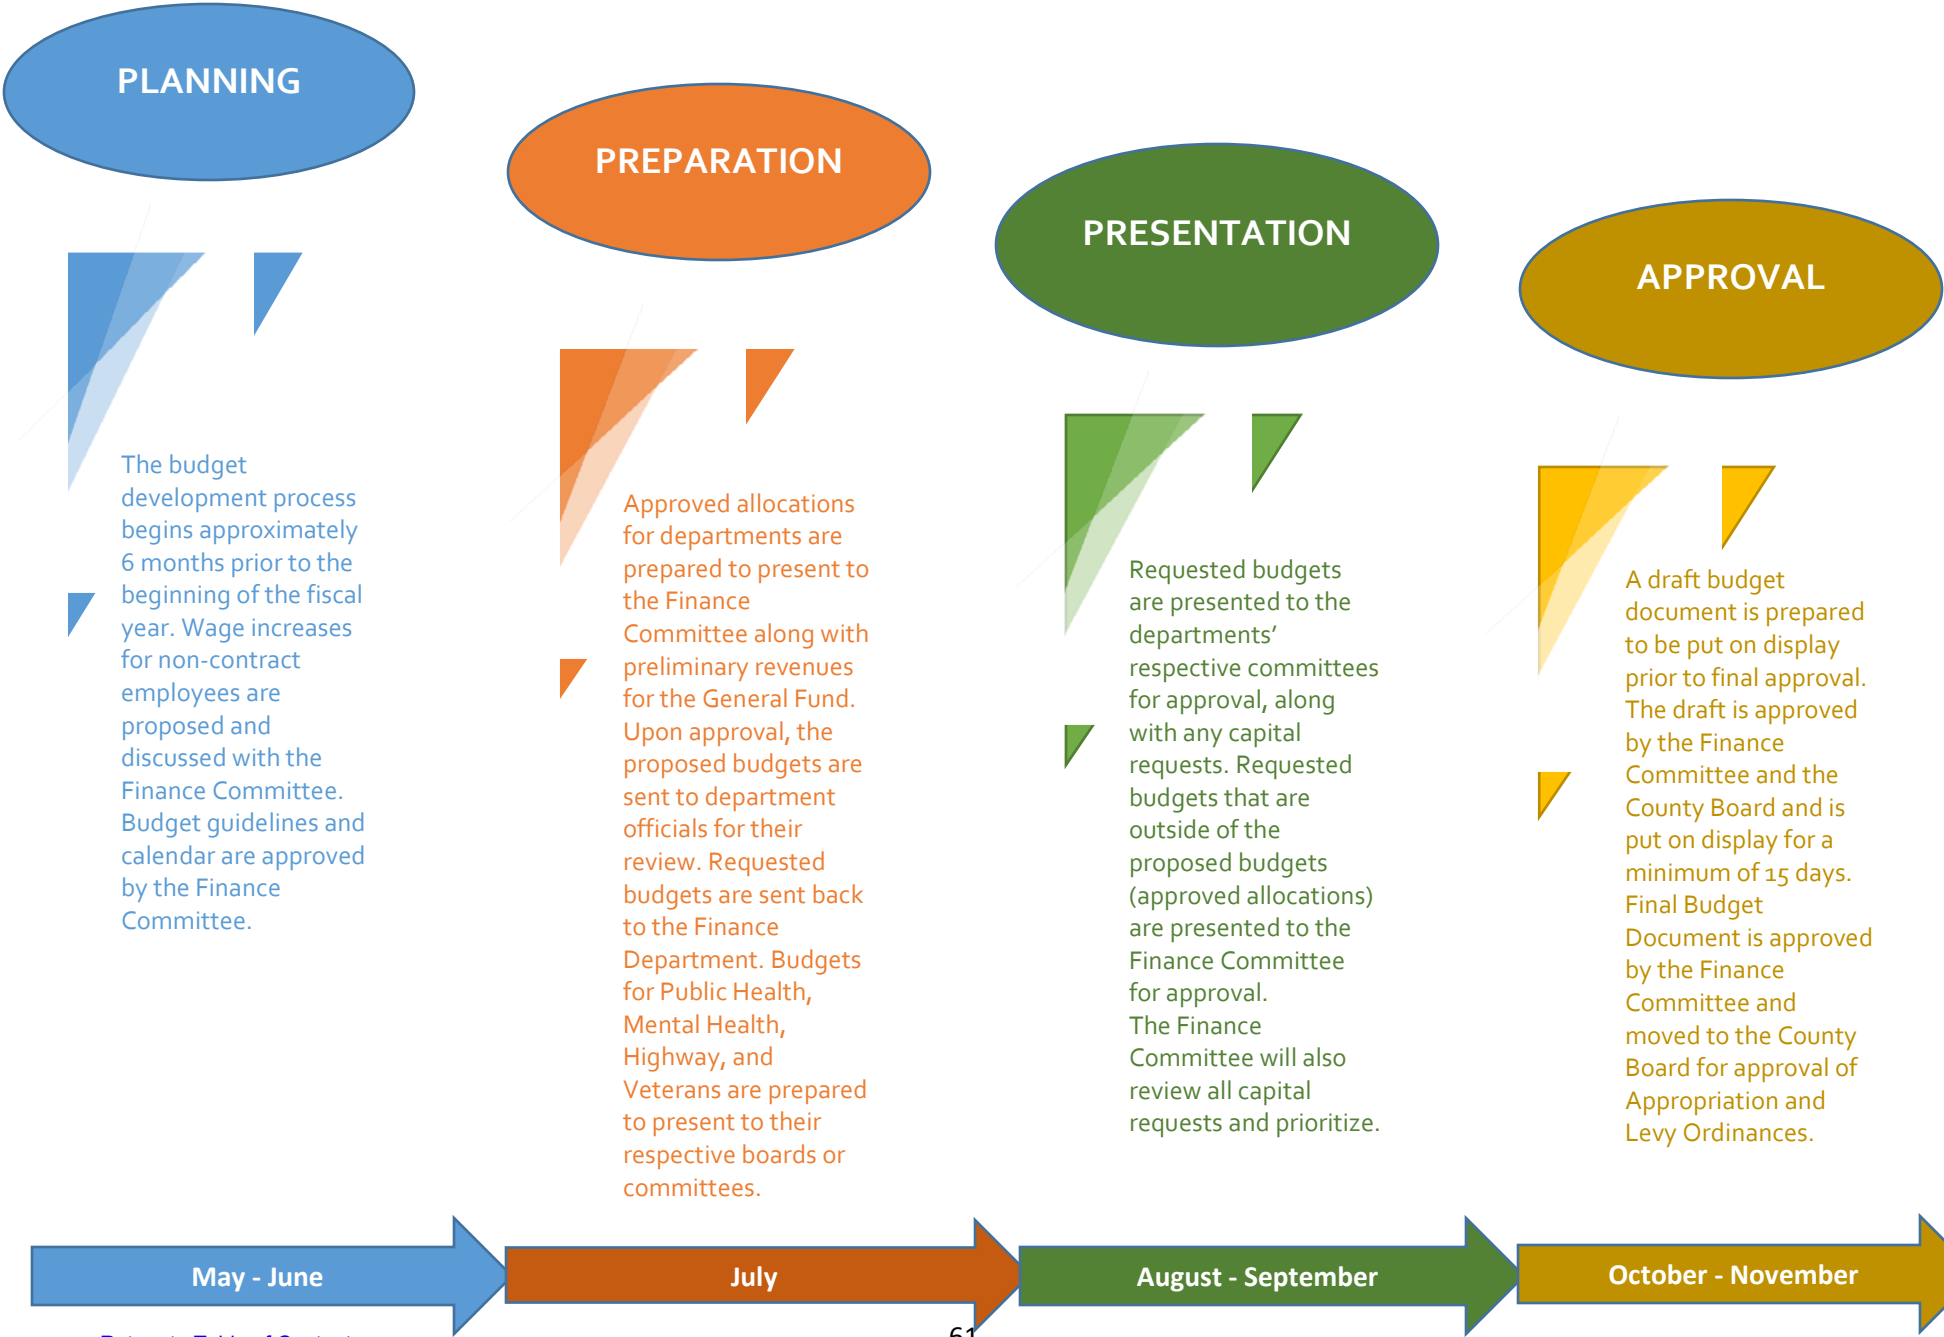 PLANNING
The budget
development process
begins approximately
6 months prior to the
beginning of the fiscal
year. Wage increases
for non-contract
employees are
proposed and
discussed with the
Finance Committee.
Budget guidelines and
calendar are approved
by the Finance
Committee.
May - June
PREPARATION
Approved allocations
for departments are
prepared to present to
the Finance
Committee along with
preliminary revenues
for the General Fund.
Upon approval, the
proposed budgets are
sent to department
officials for their
review. Requested
budgets are sent back
to the Finance
Department. Budgets
for Public Health,
Mental Health,
Highway, and
Veterans are prepared
to present to their
respective boards or
committees.
July
PRESENTATION
Requested budgets
are presented to the
departments’
respective committees
for approval, along
with any capital
requests. Requested
budgets that are
outside of the
proposed budgets
(approved allocations)
are presented to the
Finance Committee
for approval.
The Finance
Committee will also
review all capital
requests and prioritize.
August - September
APPROVAL
A draft budget
document is prepared
to be put on display
prior to final approval.
The draft is approved
by the Finance
Committee and the
County Board and is
put on display for a
minimum of 15 days.
Final Budget
Document is approved
by the Finance
Committee and
moved to the County
Board for approval of
Appropriation and
Levy Ordinances.
October - November
61